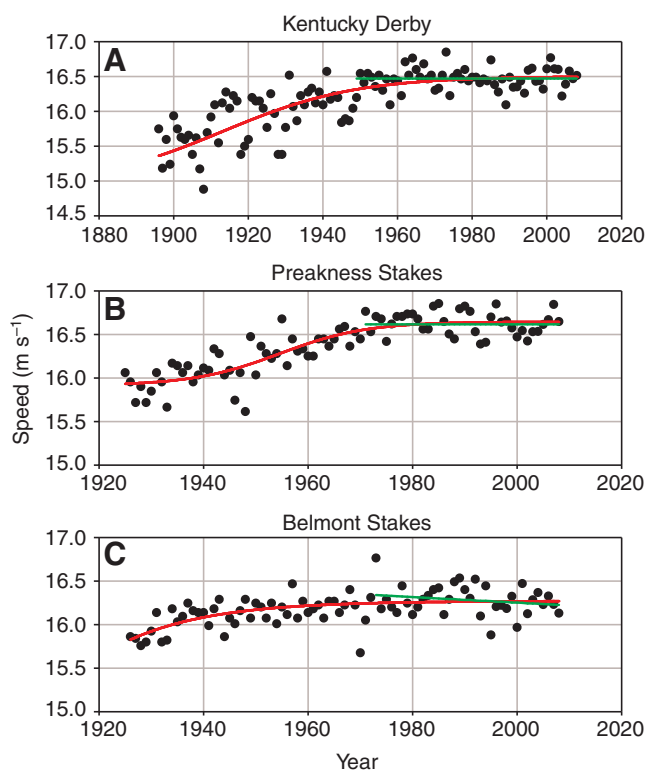 Kentucky Derby
A
17.0
16.5
16.0
15.5
15.0
14.5
1880 1900 1920 1940 1960 1980 2000 2020
Preakness Stakes
B
17.0
16.5
16.0
15.5
15.0
1920 1940 1960 1980 2000 2020
Speed (m s⁻¹)
Belmont Stakes
C
17.0
16.5
16.0
15.5
15.0
1920 1940 1960 1980 2000 2020
Year